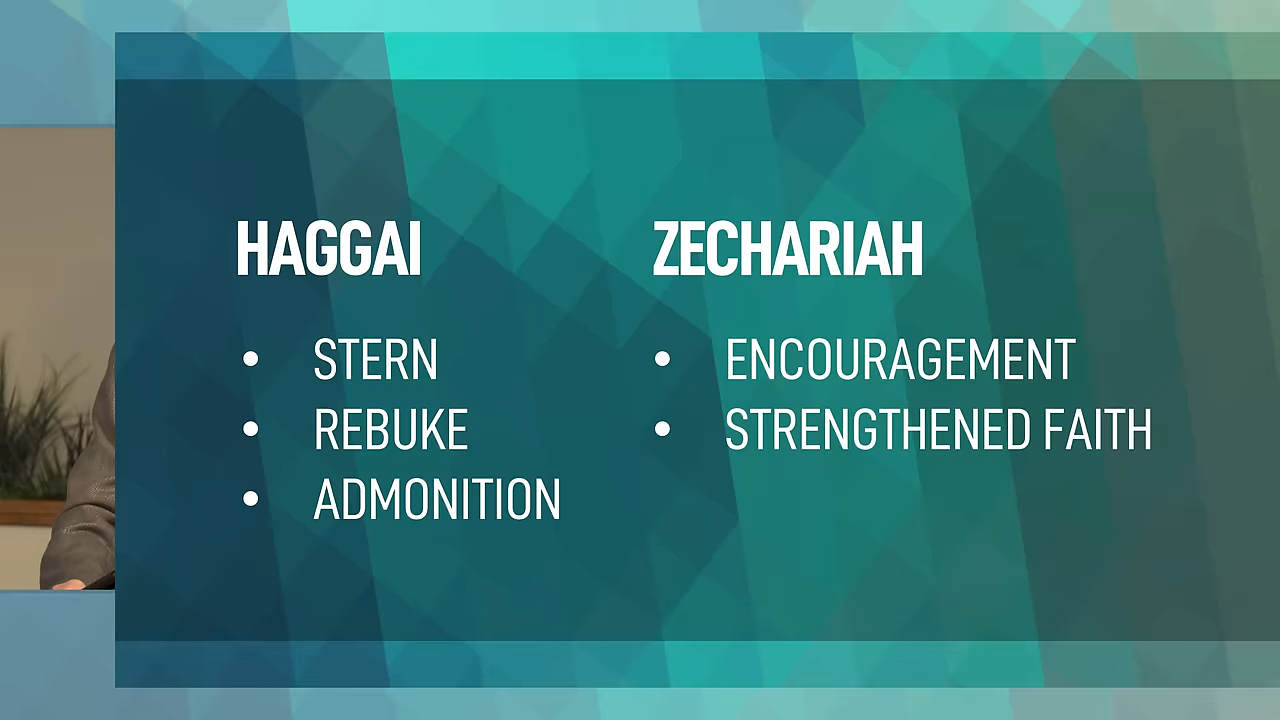 HAGGAI
• STERN
• REBUKE
• ADMONITION
ZECHARIAH
• ENCOURAGEMENT
• STRENGTHENED FAITH